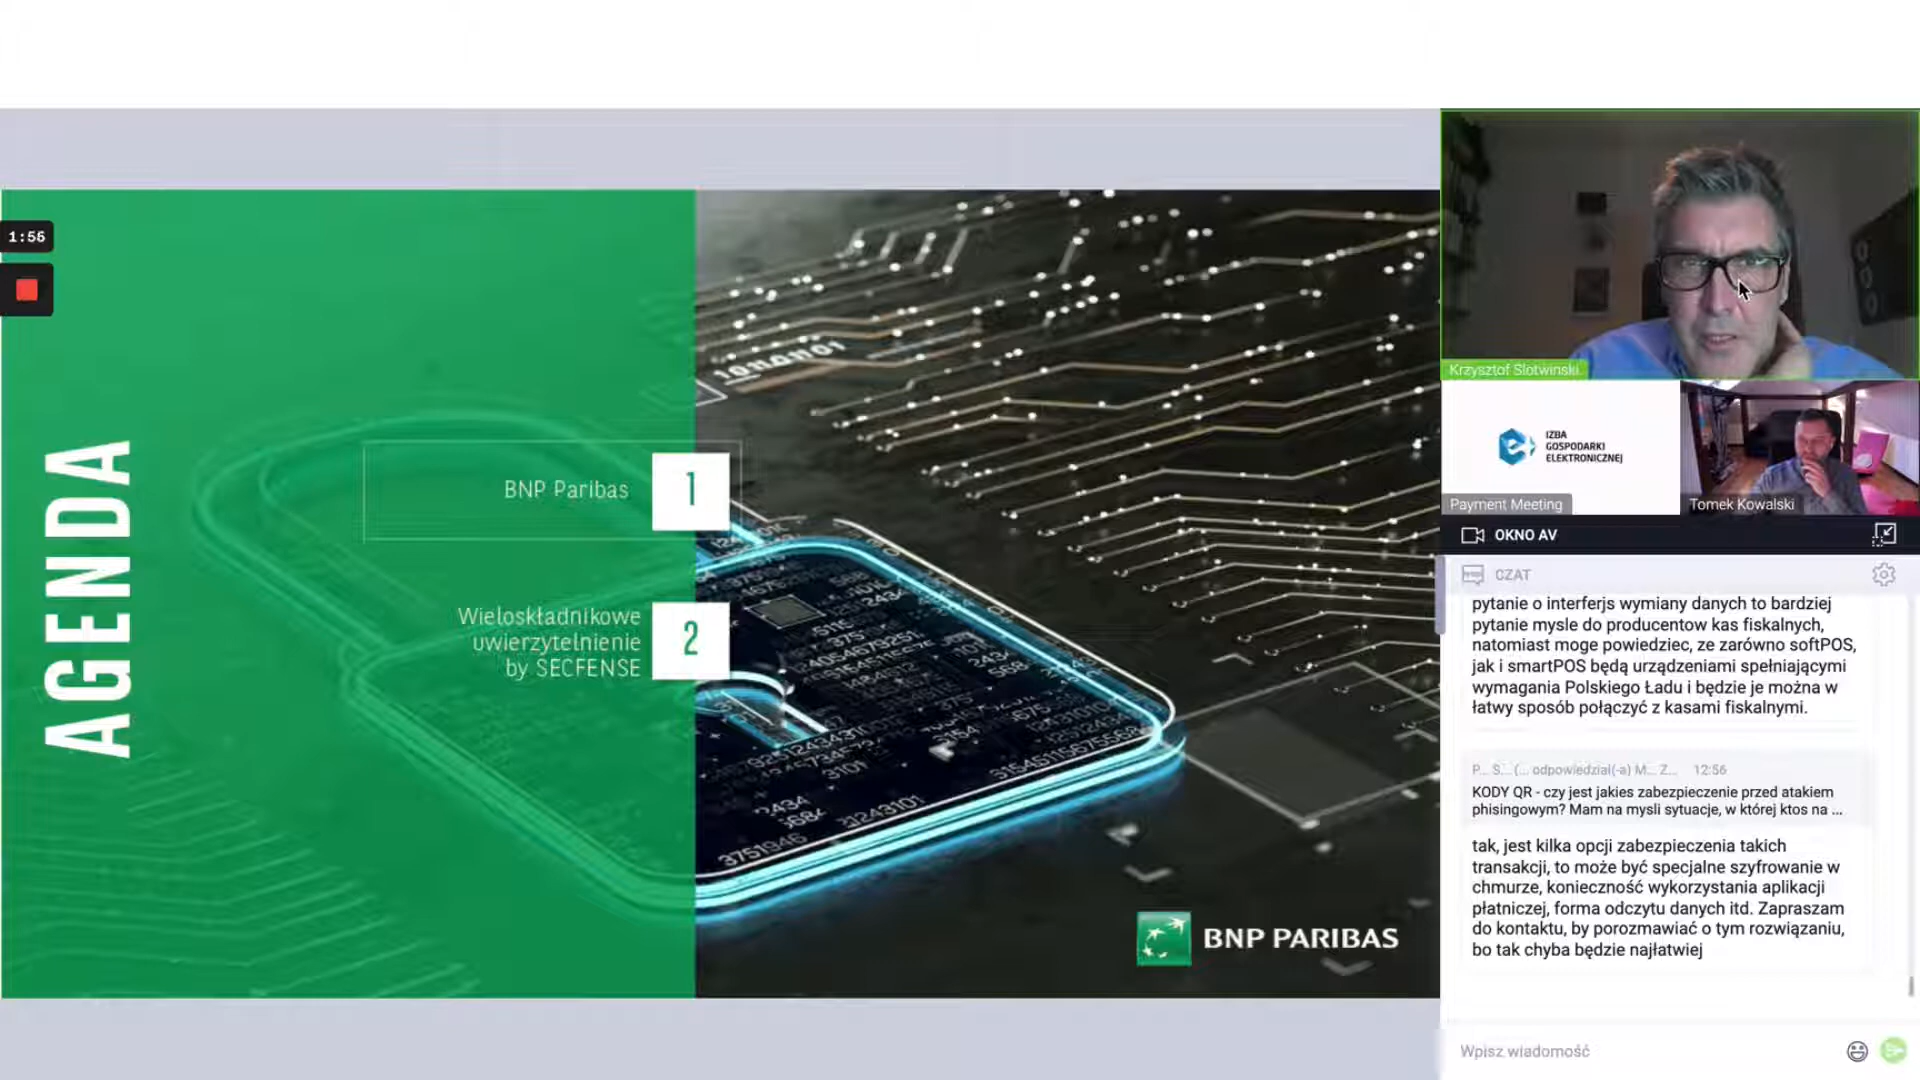 1:56
AGENDA
BNP Paribas
1
Wieloskładnikowe
uwierzytelnienie
by SECFENSE
2
101101101
BNP PARIBAS
Krzysztof Slotwinski
IZBA
GOSPODARKI
ELEKTRONICZNEJ
Payment Meeting
Tomek Kowalski
OKNO AV
CZAT
pytanie o interferjs wymiany danych to bardziej
pytanie mysle do producentow kas fiskalnych,
natomiast moge powiedziec, ze zarówno softPOS,
jak i smartPOS będą urządzeniami spełniającymi
wymagania Polskiego Ładu i będzie je można w
łatwy sposób połączyć z kasami fiskalnymi.
P... S... (... odpowiedział(-a) M... Z... 12:56
KODY QR - czy jest jakies zabezpieczenie przed atakiem
phisingowym? Mam na mysli sytuacje, w której ktos na ...
tak, jest kilka opcji zabezpieczenia takich
transakcji, to może być specjalne szyfrowanie w
chmurze, konieczność wykorzystania aplikacji
płatniczej, forma odczytu danych itd. Zapraszam
do kontaktu, by porozmawiać o tym rozwiązaniu,
bo tak chyba będzie najłatwiej
Wpisz wiadomość